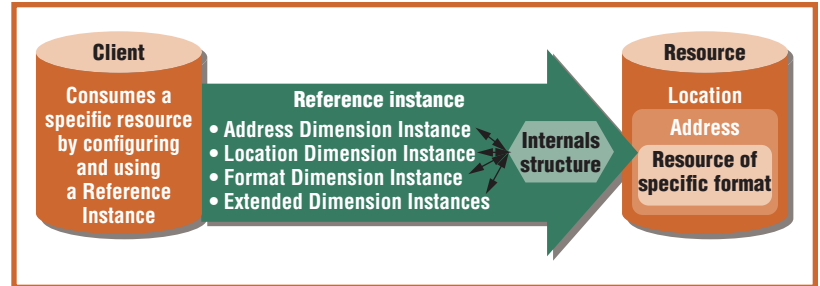 Client
Consumes a
specific resource
by configuring
and using
a Reference
Instance
Reference instance
• Address Dimension Instance
• Location Dimension Instance
• Format Dimension Instance
• Extended Dimension Instances
Internals
structure
Resource
Location
Address
Resource of
specific format